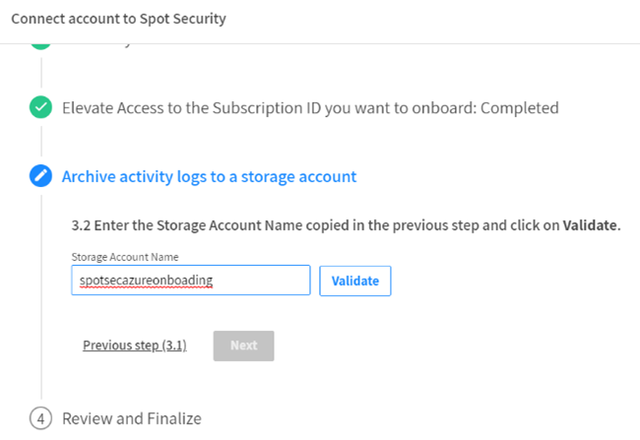 Connect account to Spot Security
Elevate Access to the Subscription ID you want to onboard: Completed
Archive activity logs to a storage account
3.2 Enter the Storage Account Name copied in the previous step and click on Validate.
Storage Account Name
spotsecazureonboading
Validate
Previous step (3.1)
Next
4
Review and Finalize